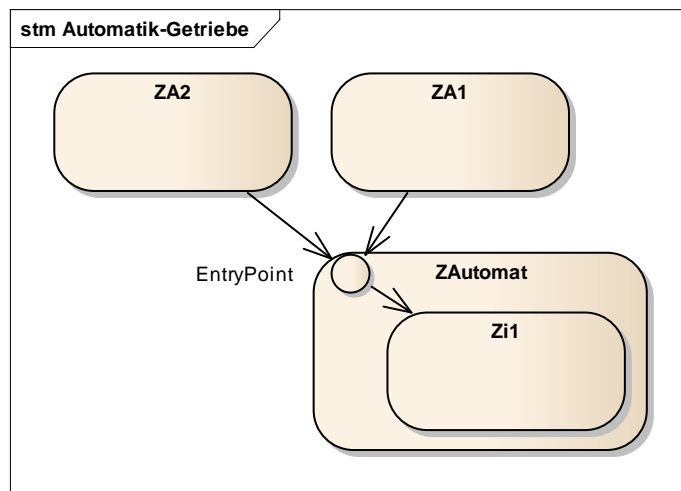 stm Automatik-Getriebe
ZA2
ZA1
EntryPoint
ZAutomat
Zi1